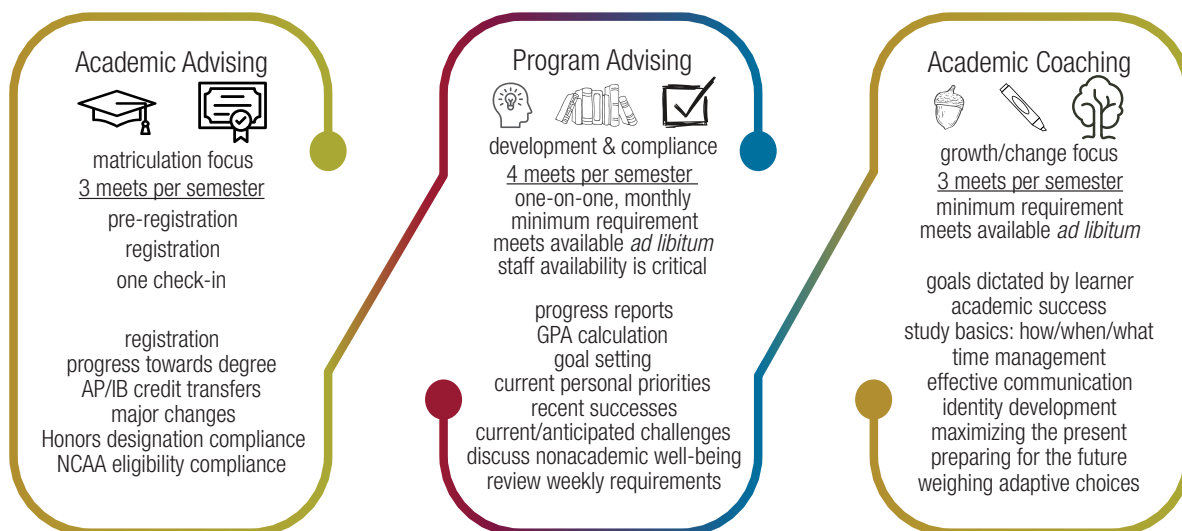 Academic Advising
matriculation focus
3 meets per semester
pre-registration
registration
one check-in
registration
progress towards degree
AP/IB credit transfers
major changes
Honors designation compliance
NCAA eligibility compliance
Program Advising
development & compliance
4 meets per semester
one-on-one, monthly
minimum requirement
meets available ad libitum
staff availability is critical
progress reports
GPA calculation
goal setting
current personal priorities
recent successes
current/anticipated challenges
discuss nonacademic well-being
review weekly requirements
Academic Coaching
growth/change focus
3 meets per semester
minimum requirement
meets available ad libitum
goals dictated by learner
academic success
study basics: how/when/what
time management
effective communication
identity development
maximizing the present
preparing for the future
weighing adaptive choices